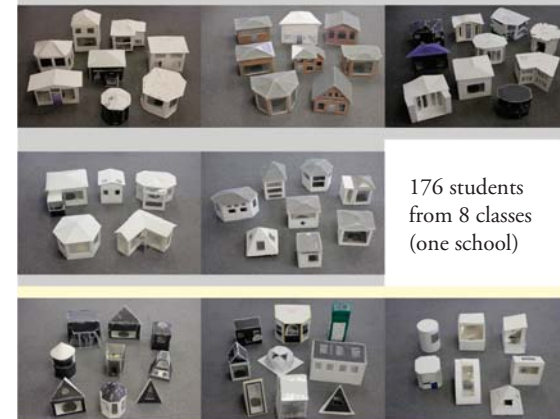 176 students
from 8 classes
(one school)